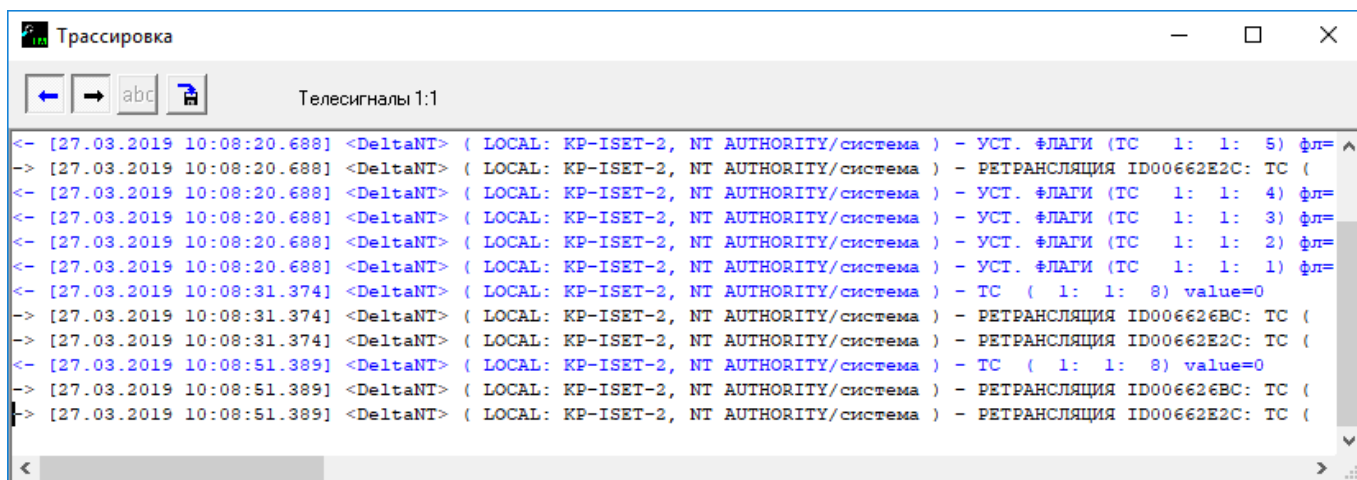 Трассировка
abc
Телесигналы 1:1
<- [27.03.2019 10:08:20.688] <DeltaNT> ( LOCAL: KP-ISET-2, NT AUTHORITY/система ) - УСТ. ФЛАГИ (ТС 1: 1: 5) фл=
-> [27.03.2019 10:08:20.688] <DeltaNT> ( LOCAL: KP-ISET-2, NT AUTHORITY/система ) - РЕТРАНСЛЯЦИЯ ID00662E2C: ТС (
<- [27.03.2019 10:08:20.688] <DeltaNT> ( LOCAL: KP-ISET-2, NT AUTHORITY/система ) - УСТ. ФЛАГИ (ТС 1: 1: 4) фл=
<- [27.03.2019 10:08:20.688] <DeltaNT> ( LOCAL: KP-ISET-2, NT AUTHORITY/система ) - УСТ. ФЛАГИ (ТС 1: 1: 3) фл=
<- [27.03.2019 10:08:20.688] <DeltaNT> ( LOCAL: KP-ISET-2, NT AUTHORITY/система ) - УСТ. ФЛАГИ (ТС 1: 1: 2) фл=
<- [27.03.2019 10:08:20.688] <DeltaNT> ( LOCAL: KP-ISET-2, NT AUTHORITY/система ) - УСТ. ФЛАГИ (ТС 1: 1: 1) фл=
<- [27.03.2019 10:08:31.374] <DeltaNT> ( LOCAL: KP-ISET-2, NT AUTHORITY/система ) - ТС ( 1: 1: 8) value=0
-> [27.03.2019 10:08:31.374] <DeltaNT> ( LOCAL: KP-ISET-2, NT AUTHORITY/система ) - РЕТРАНСЛЯЦИЯ ID006626BC: ТС (
-> [27.03.2019 10:08:31.374] <DeltaNT> ( LOCAL: KP-ISET-2, NT AUTHORITY/система ) - РЕТРАНСЛЯЦИЯ ID00662E2C: ТС (
<- [27.03.2019 10:08:51.389] <DeltaNT> ( LOCAL: KP-ISET-2, NT AUTHORITY/система ) - ТС ( 1: 1: 8) value=0
-> [27.03.2019 10:08:51.389] <DeltaNT> ( LOCAL: KP-ISET-2, NT AUTHORITY/система ) - РЕТРАНСЛЯЦИЯ ID006626BC: ТС (
-> [27.03.2019 10:08:51.389] <DeltaNT> ( LOCAL: KP-ISET-2, NT AUTHORITY/система ) - РЕТРАНСЛЯЦИЯ ID00662E2C: ТС (